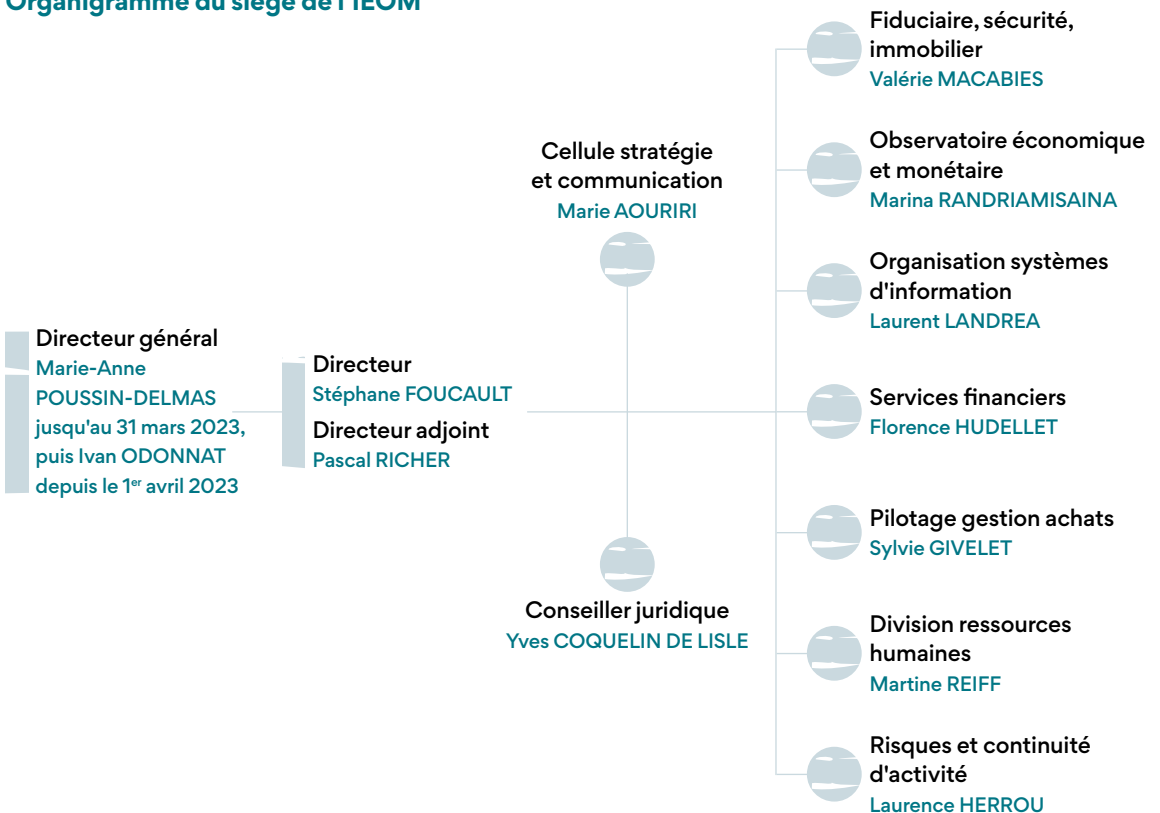 Organigramme du siège de l'IEOM
Directeur général
Marie-Anne
POUSSIN-DELMAS
jusqu'au 31 mars 2023,
puis Ivan ODONNAT
depuis le 1er avril 2023
Directeur
Stéphane FOUCAULT
Directeur adjoint
Pascal RICHER
Cellule stratégie
et communication
Marie AOURIRI
Conseiller juridique
Yves COQUELIN DE LISLE
Fiduciaire, sécurité,
immobilier
Valérie MACABIES
Observatoire économique
et monétaire
Marina RANDRIAMISAINA
Organisation systèmes
d'information
Laurent LANDREA
Services financiers
Florence HUDELLET
Pilotage gestion achats
Sylvie GIVELET
Division ressources
humaines
Martine REIFF
Risques et continuité
d'activité
Laurence HERROU